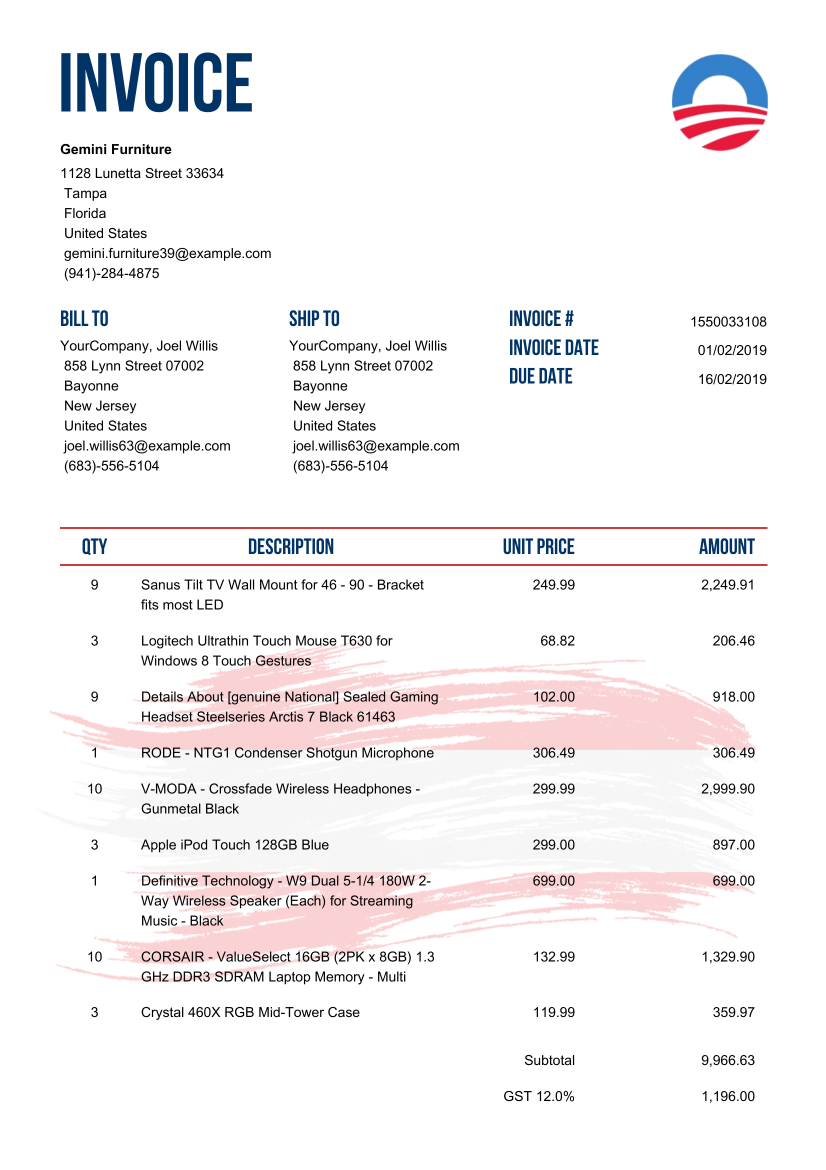 INVOICE
Gemini Furniture
1128 Lunetta Street 33634
Tampa
Florida
United States
gemini.furniture39@example.com
(941)-284-4875
BILL TO
YourCompany, Joel Willis
858 Lynn Street 07002
Bayonne
New Jersey
United States
joel.willis63@example.com
(683)-556-5104
SHIP TO
YourCompany, Joel Willis
858 Lynn Street 07002
Bayonne
New Jersey
United States
joel.willis63@example.com
(683)-556-5104
INVOICE # 1550033108
INVOICE DATE 01/02/2019
DUE DATE 16/02/2019
QTY DESCRIPTION UNIT PRICE AMOUNT
9 Sanus Tilt TV Wall Mount for 46 - 90 - Bracket 249.99 2,249.91
fits most LED
3 Logitech Ultrathin Touch Mouse T630 for 68.82 206.46
Windows 8 Touch Gestures
9 Details About [genuine National] Sealed Gaming 102.00 918.00
Headset Steelseries Arctis 7 Black 61463
1 RODE - NTG1 Condenser Shotgun Microphone 306.49 306.49
10 V-MODA - Crossfade Wireless Headphones - 299.99 2,999.90
Gunmetal Black
3 Apple iPod Touch 128GB Blue 299.00 897.00
1 Definitive Technology - W9 Dual 5-1/4 180W 2- 699.00 699.00
Way Wireless Speaker (Each) for Streaming
Music - Black
10 CORSAIR - ValueSelect 16GB (2PK x 8GB) 1.3 132.99 1,329.90
GHz DDR3 SDRAM Laptop Memory - Multi
3 Crystal 460X RGB Mid-Tower Case 119.99 359.97
Subtotal 9,966.63
GST 12.0% 1,196.00